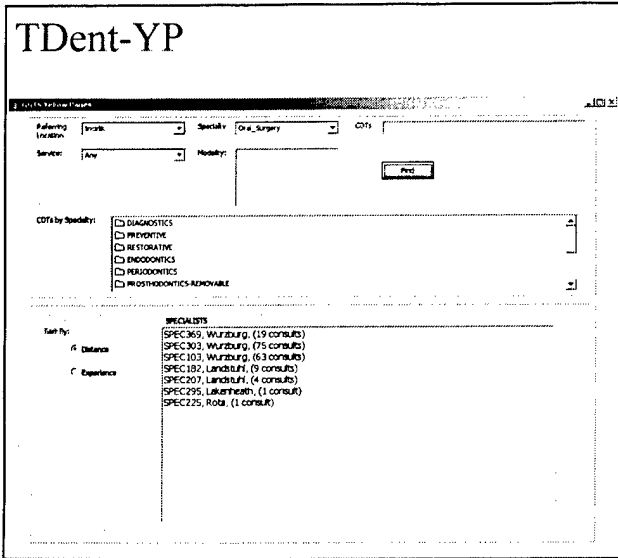 TDent-YP
Yellow Pages
Referring Location
Specialty Oral_Surgery
CDTs
Service: Any
Modality:
Find
CDTs by Specialty:
DIAGNOSTICS
PREVENTIVE
RESTORATIVE
ENDODONTICS
PERIODONTICS
PROSTHODONTICS-REMOVABLE
SPECIALISTS
Sort By:
Distance
Experience
SPEC369, Wurzburg, (19 consults)
SPEC303, Wurzburg, (75 consults)
SPEC103, Wurzburg, (63 consults)
SPEC182, Landstuhl, (9 consults)
SPEC207, Landstuhl, (4 consults)
SPEC295, Lakenheath, (1 consult)
SPEC225, Rota, (1 consult)